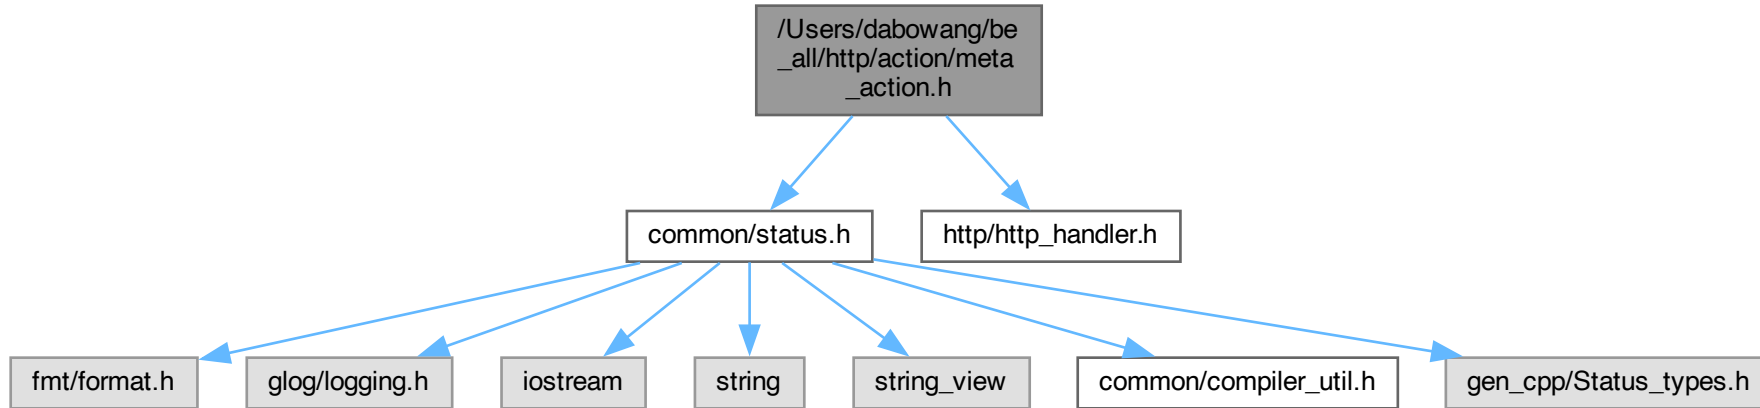 /Users/dabowang/be
_all/http/action/meta
_action.h
common/status.h
http/http_handler.h
fmt/format.h
glog/logging.h
iostream
string
string_view
common/compiler_util.h
gen_cpp/Status_types.h